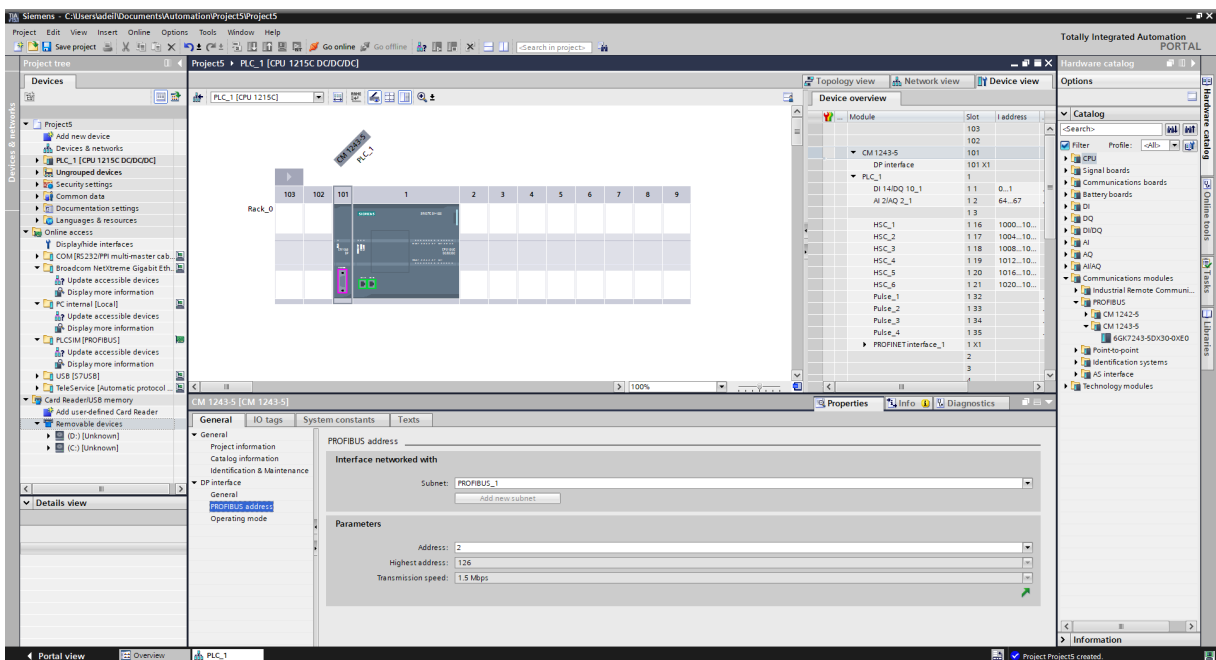 Siemens - C:\Users\adeil\Documents\Automation\Project5\Project5
Project Edit View Insert Online Options Tools Window Help
Totally Integrated Automation
PORTAL
Save project
Go online
Go offline
<Search in project>
Project tree
Project5 ▸ PLC_1 [CPU 1215C DC/DC/DC]
Hardware catalog
Devices
Topology view
Network view
Device view
Options
PLC_1 [CPU 1215C]
Device overview
Devices & networks
Project5
Add new device
Devices & networks
PLC_1 [CPU 1215C DC/DC/DC]
Ungrouped devices
Security settings
Common data
Documentation settings
Languages & resources
Online access
Display/hide interfaces
COM [RS232/PPI multi-master cab...
Broadcom NetXtreme Gigabit Eth...
Update accessible devices
Display more information
PC internal [Local]
Update accessible devices
Display more information
PLCSIM [PROFIBUS]
Update accessible devices
Display more information
USB [S7USB]
TeleService [Automatic protocol ...
Card Reader/USB memory
Add user-defined Card Reader
Removable devices
(D:) [Unknown]
(C:) [Unknown]
Details view
CM 1243-5
PLC_1
103 102 101 1 2 3 4 5 6 7 8 9
Rack_0
SIEMENS
100%
... Module Slot I address
103
102
CM 1243-5 101
DP interface 101 X1
PLC_1 1
DI 14/DQ 10_1 1 1 0...1
AI 2/AQ 2_1 1 2 64...67
1 3
HSC_1 1 16 1000...10...
HSC_2 1 17 1004...10...
HSC_3 1 18 1008...10...
HSC_4 1 19 1012...10...
HSC_5 1 20 1016...10...
HSC_6 1 21 1020...10...
Pulse_1 1 32
Pulse_2 1 33
Pulse_3 1 34
Pulse_4 1 35
PROFINET interface_1 1 X1
2
3
Catalog
<Search>
Filter Profile: <All>
CPU
Signal boards
Communications boards
Battery boards
DI
DQ
DI/DQ
AI
AQ
AI/AQ
Communications modules
Industrial Remote Communi...
PROFIBUS
CM 1242-5
CM 1243-5
6GK7243-5DX30-0XE0
Point-to-point
Identification systems
AS interface
Technology modules
Information
Hardware catalog
Online tools
Tasks
Libraries
CM 1243-5 [CM 1243-5]
Properties
Info
Diagnostics
General
IO tags
System constants
Texts
General
Project information
Catalog information
Identification & Maintenance
DP interface
General
PROFIBUS address
Operating mode
PROFIBUS address
Interface networked with
Subnet: PROFIBUS_1
Add new subnet
Parameters
Address: 2
Highest address: 126
Transmission speed: 1.5 Mbps
Portal view
Overview
PLC_1
Project Project5 created.